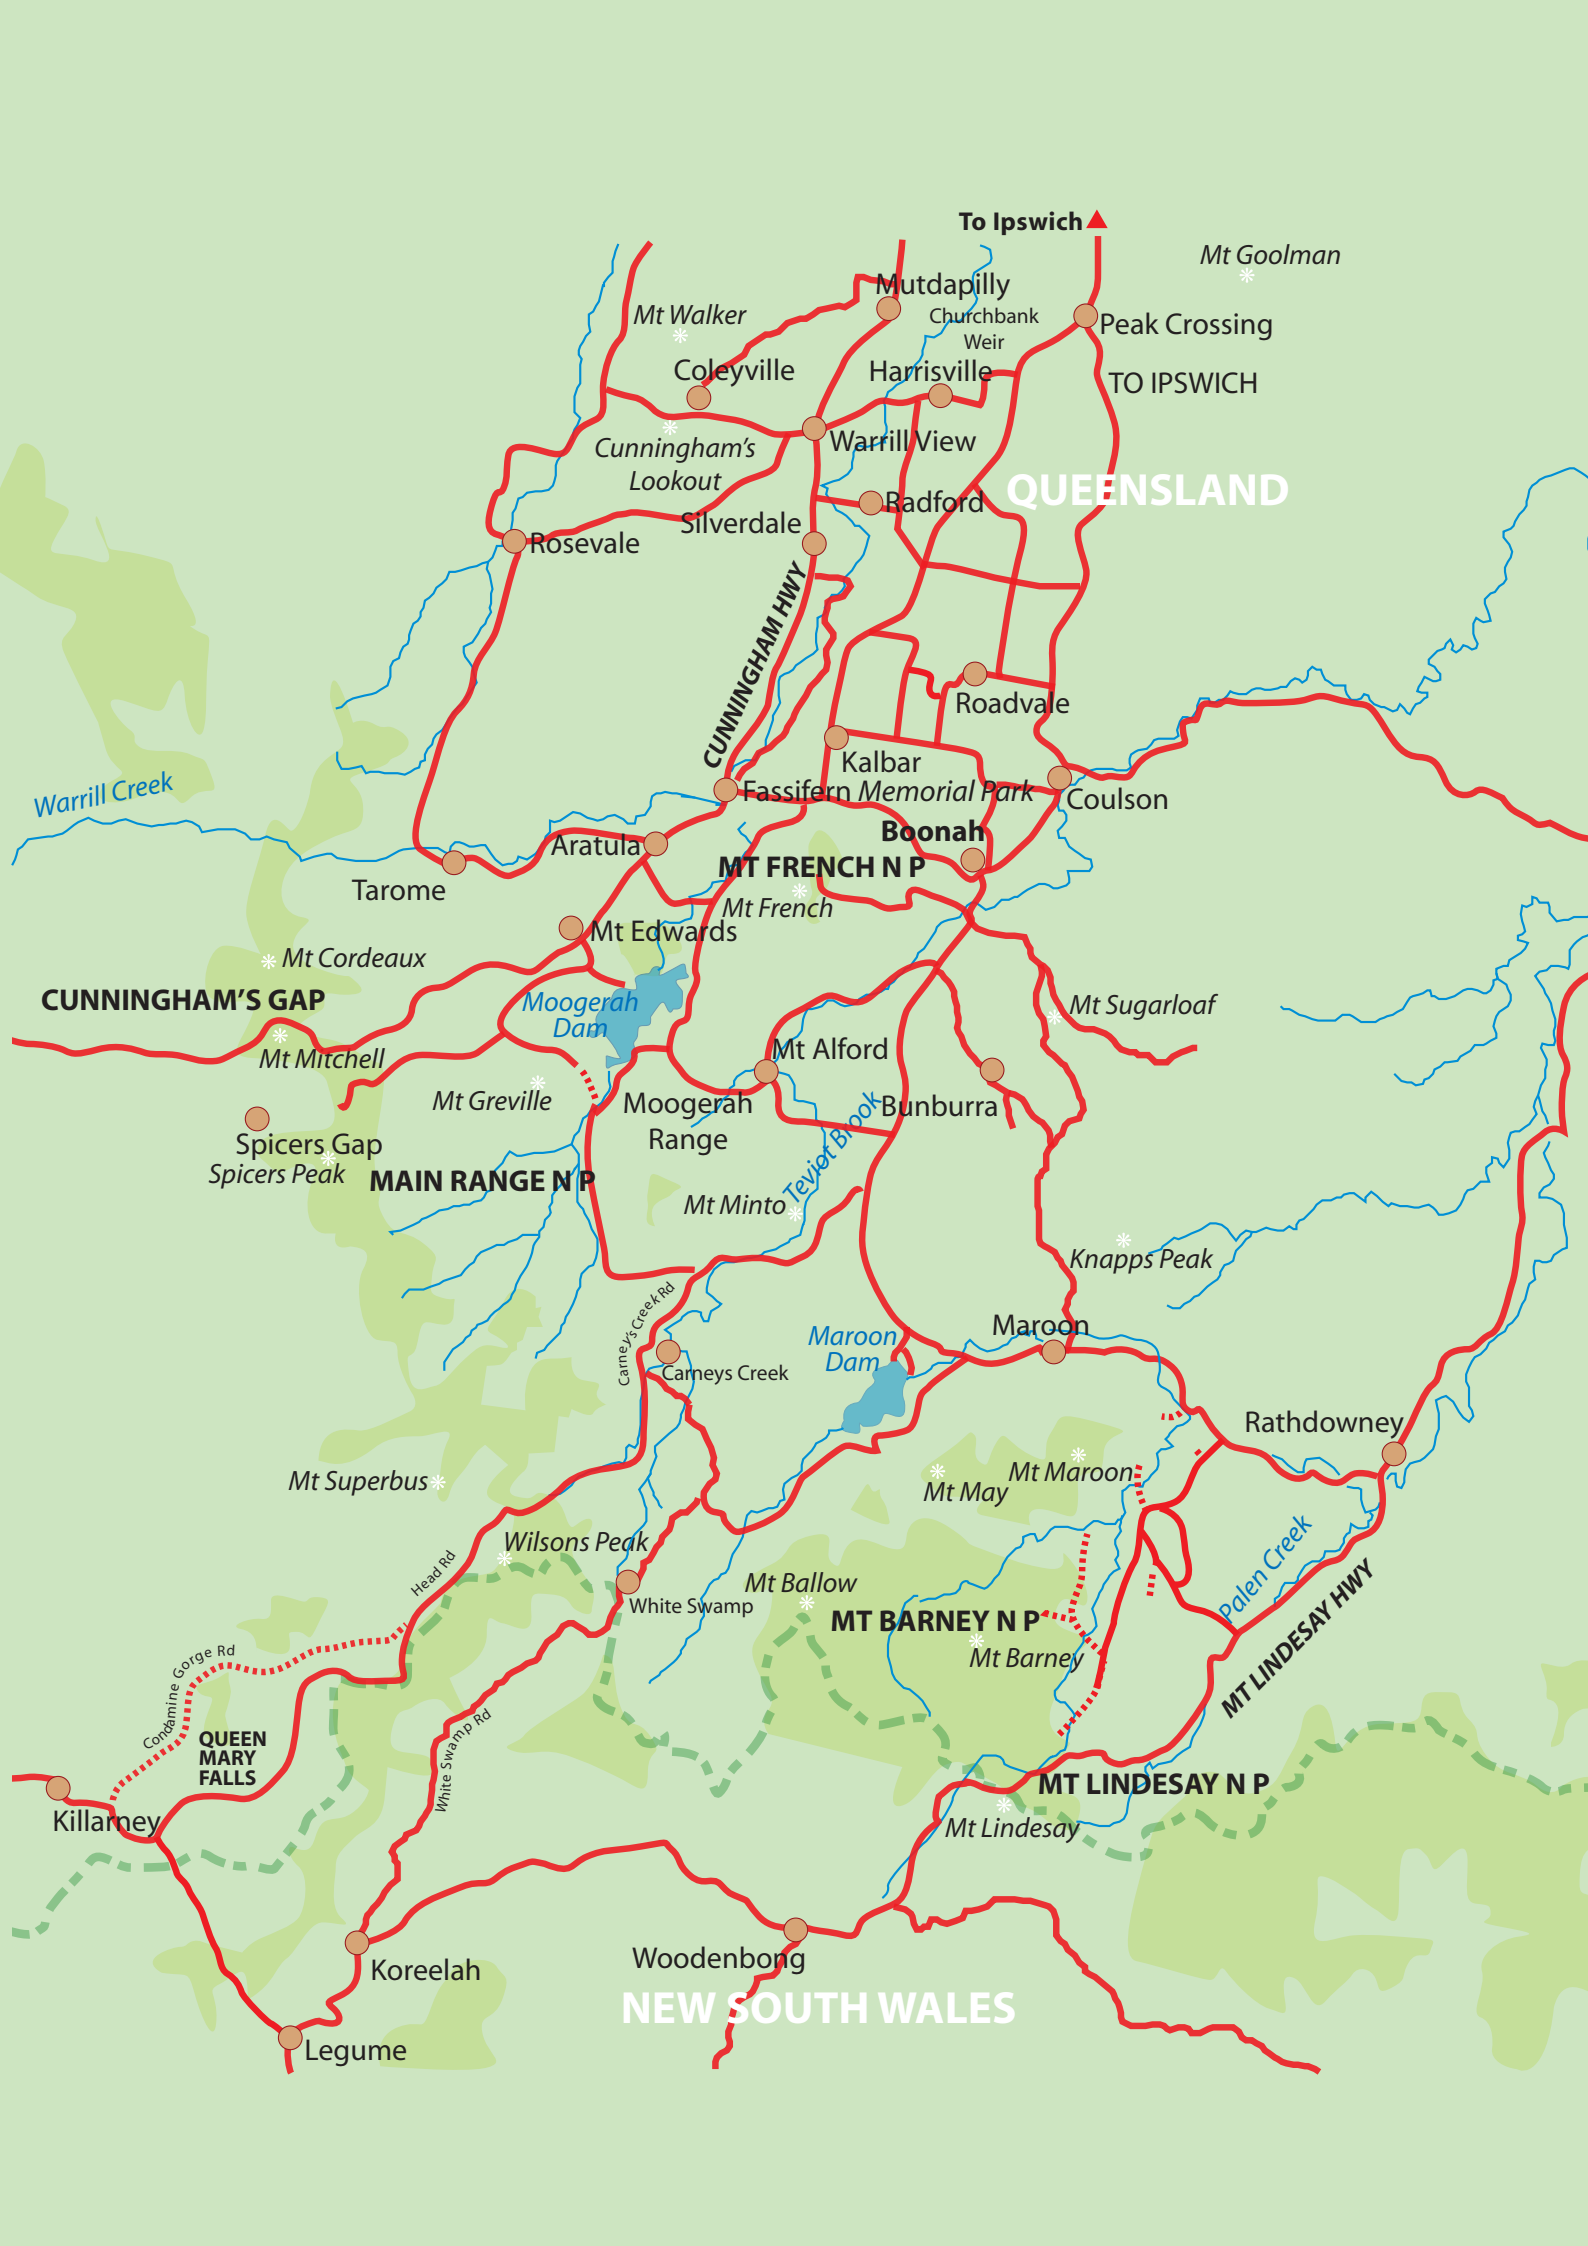 To Ipswich
Mt Goolman
Mutdapilly
Mt Walker
Churchbank
Weir
Peak Crossing
Coleyville
Harrisville
TO IPSWICH
Cunningham's
Lookout
Warrill View
QUEENSLAND
Radford
Silverdale
Rosevale
CUNNINGHAM HWY
Roadvale
Kalbar
Warrill Creek
Fassifern
Memorial Park
Coulson
Boonah
Aratula
MT FRENCH N P
Tarome
Mt French
Mt Edwards
Mt Cordeaux
CUNNINGHAM'S GAP
Moogerah
Dam
Mt Sugarloaf
Mt Mitchell
Mt Alford
Mt Greville
Moogerah
Range
Bunburra
Spicers Gap
Spicers Peak
MAIN RANGE N P
Teviot Brook
Mt Minto
Knapps Peak
Carney's Creek Rd
Maroon
Dam
Maroon
Carneys Creek
Rathdowney
Mt Superbus
Mt May
Mt Maroon
Wilsons Peak
Head Rd
Palen Creek
Mt Ballow
White Swamp
MT BARNEY N P
Mt Barney
MT LINDESAY HWY
Condamine Gorge Rd
QUEEN
MARY
FALLS
White Swamp Rd
MT LINDESAY N P
Killarney
Mt Lindesay
Woodenbong
Koreelah
NEW SOUTH WALES
Legume